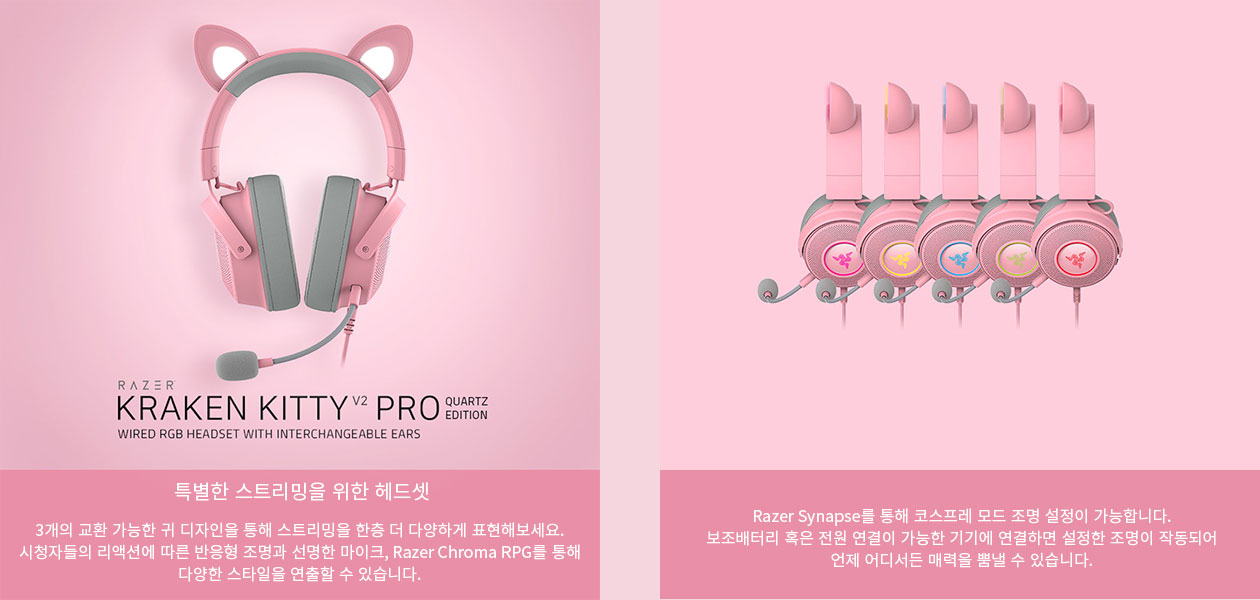 RAZER
KRAKEN KITTY V2 PRO QUARTZ EDITION
WIRED RGB HEADSET WITH INTERCHANGEABLE EARS
특별한 스트리밍을 위한 헤드셋
3개의 교환 가능한 귀 디자인을 통해 스트리밍을 한층 더 다양하게 표현해보세요.
시청자들의 리액션에 따른 반응형 조명과 선명한 마이크, Razer Chroma RPG를 통해
다양한 스타일을 연출할 수 있습니다.
Razer Synapse를 통해 코스프레 모드 조명 설정이 가능합니다.
보조배터리 혹은 전원 연결이 가능한 기기에 연결하면 설정한 조명이 작동되어
언제 어디서든 매력을 뿜낼 수 있습니다.